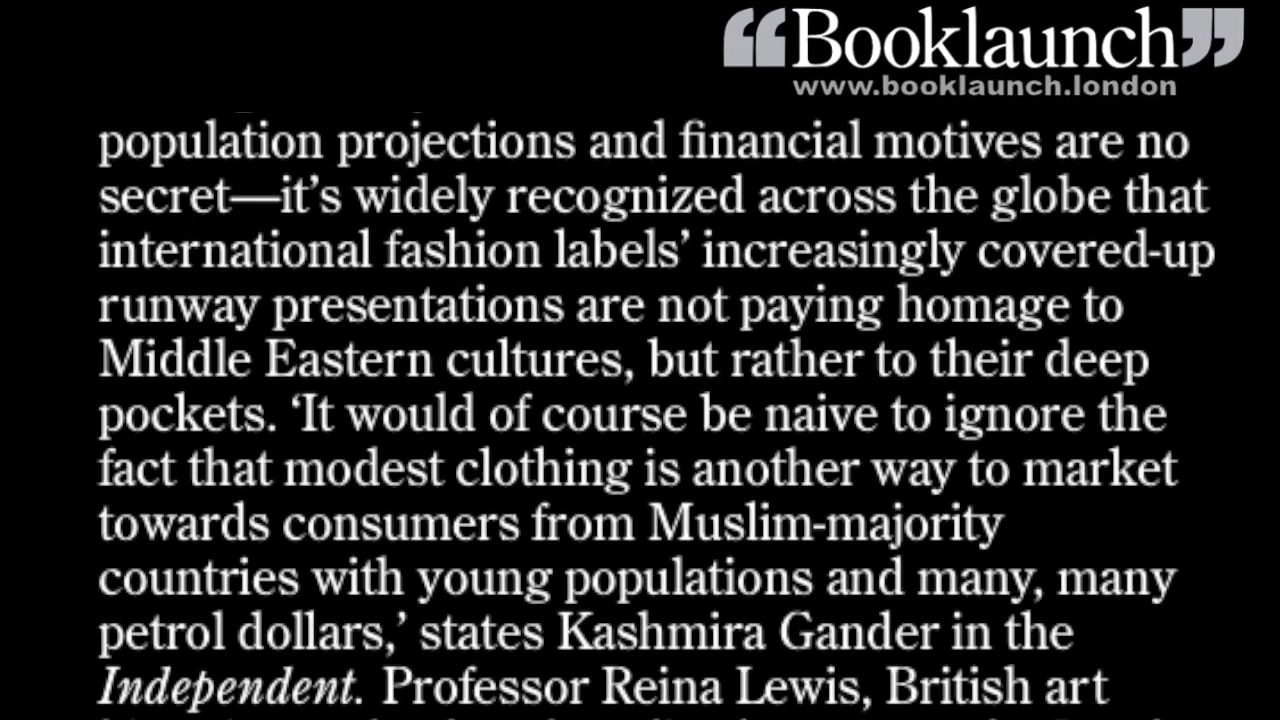 “Booklaunch”
www.booklaunch.london
population projections and financial motives are no
secret—it’s widely recognized across the globe that
international fashion labels’ increasingly covered-up
runway presentations are not paying homage to
Middle Eastern cultures, but rather to their deep
pockets. ‘It would of course be naive to ignore the
fact that modest clothing is another way to market
towards consumers from Muslim-majority
countries with young populations and many, many
petrol dollars,’ states Kashmira Gander in the
Independent. Professor Reina Lewis, British art